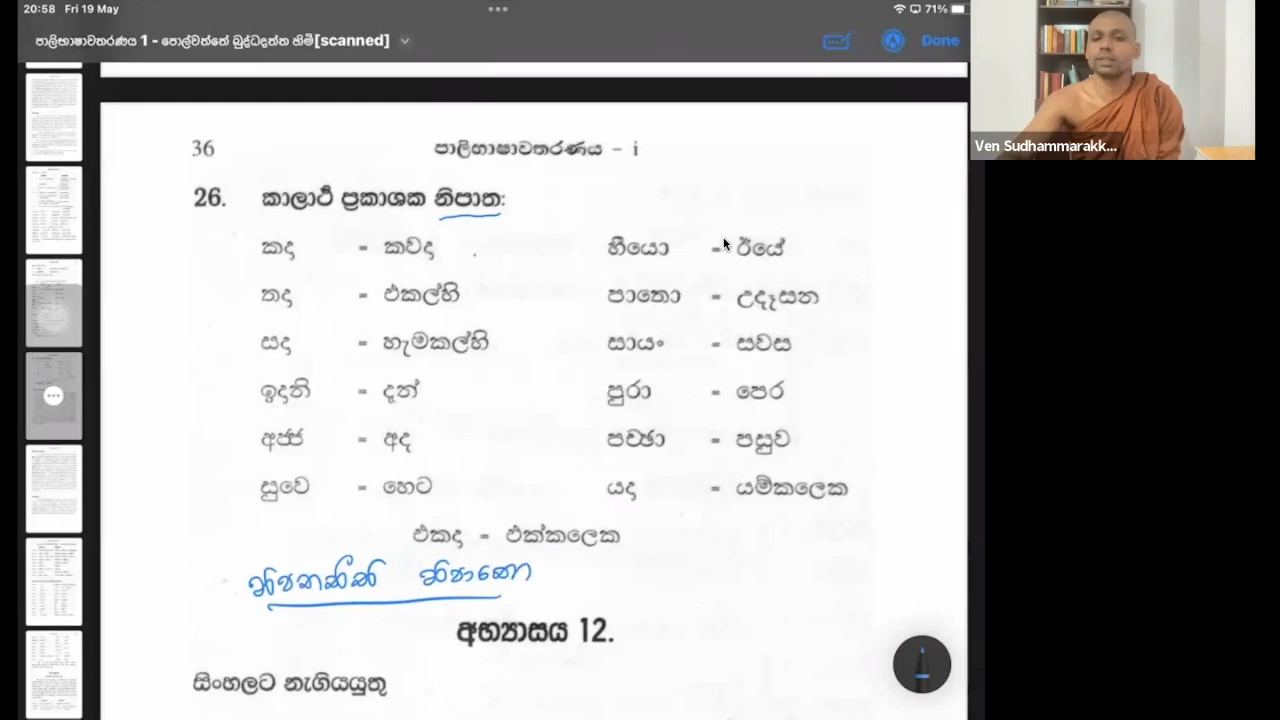 20:58 Fri 19 May
71%
පාලිභාෂාවතරණය 1 - පොල්වත්තේ බුද්ධදත්ත හිමි[scanned]
Done
Ven Sudhammarakk...
36 පාලිභාෂාවතරණය – i
26. කාලාර්ථ ප්‍රකාශක නිපාත:
කදා = කවදා හීයො = ඊයේ
තදා = එකල්හි පාතො = උදෑසන
සදා = හැමකල්හි සායං = සවස
ඉදානි = දැන් පුරා = පෙර
අජ්ජ = අද පච්ඡා = පසුව
සුවෙ = හෙට යදා = යම්කලෙක
එකදා = එක්කලෙක
අභ්‍යාසය 12.
සිංහලට නැගියයුතු